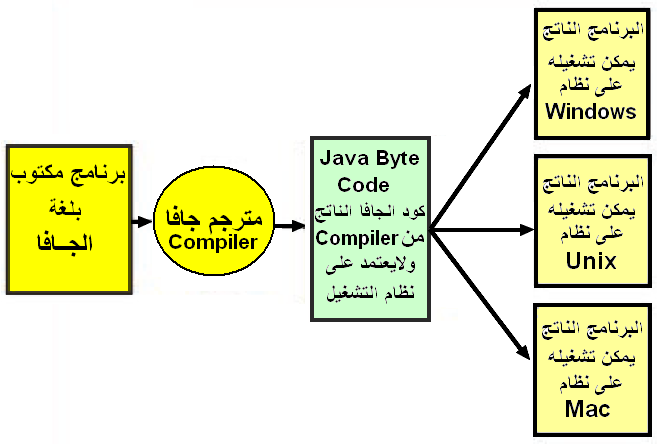 برنامج مكتوب
بلغة
الجـافا
مترجم جافا
Compiler
Java Byte
Code
كود الجافا الناتج
من Compiler
ولايعتمد على
نظام التشغيل
البرنامج الناتج
يمكن تشغيله
على نظام
Windows
البرنامج الناتج
يمكن تشغيله
على نظام
Unix
البرنامج الناتج
يمكن تشغيله
على نظام
Mac